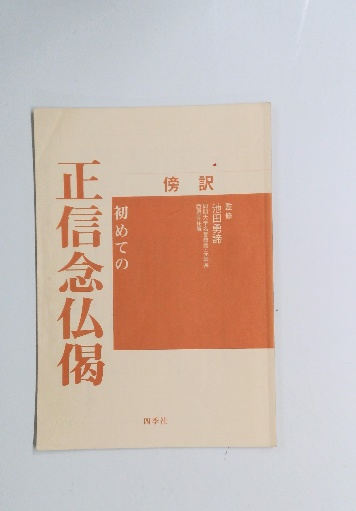 傍訳
初めての
正信念仏偈
監修
池田勇諦
四季社